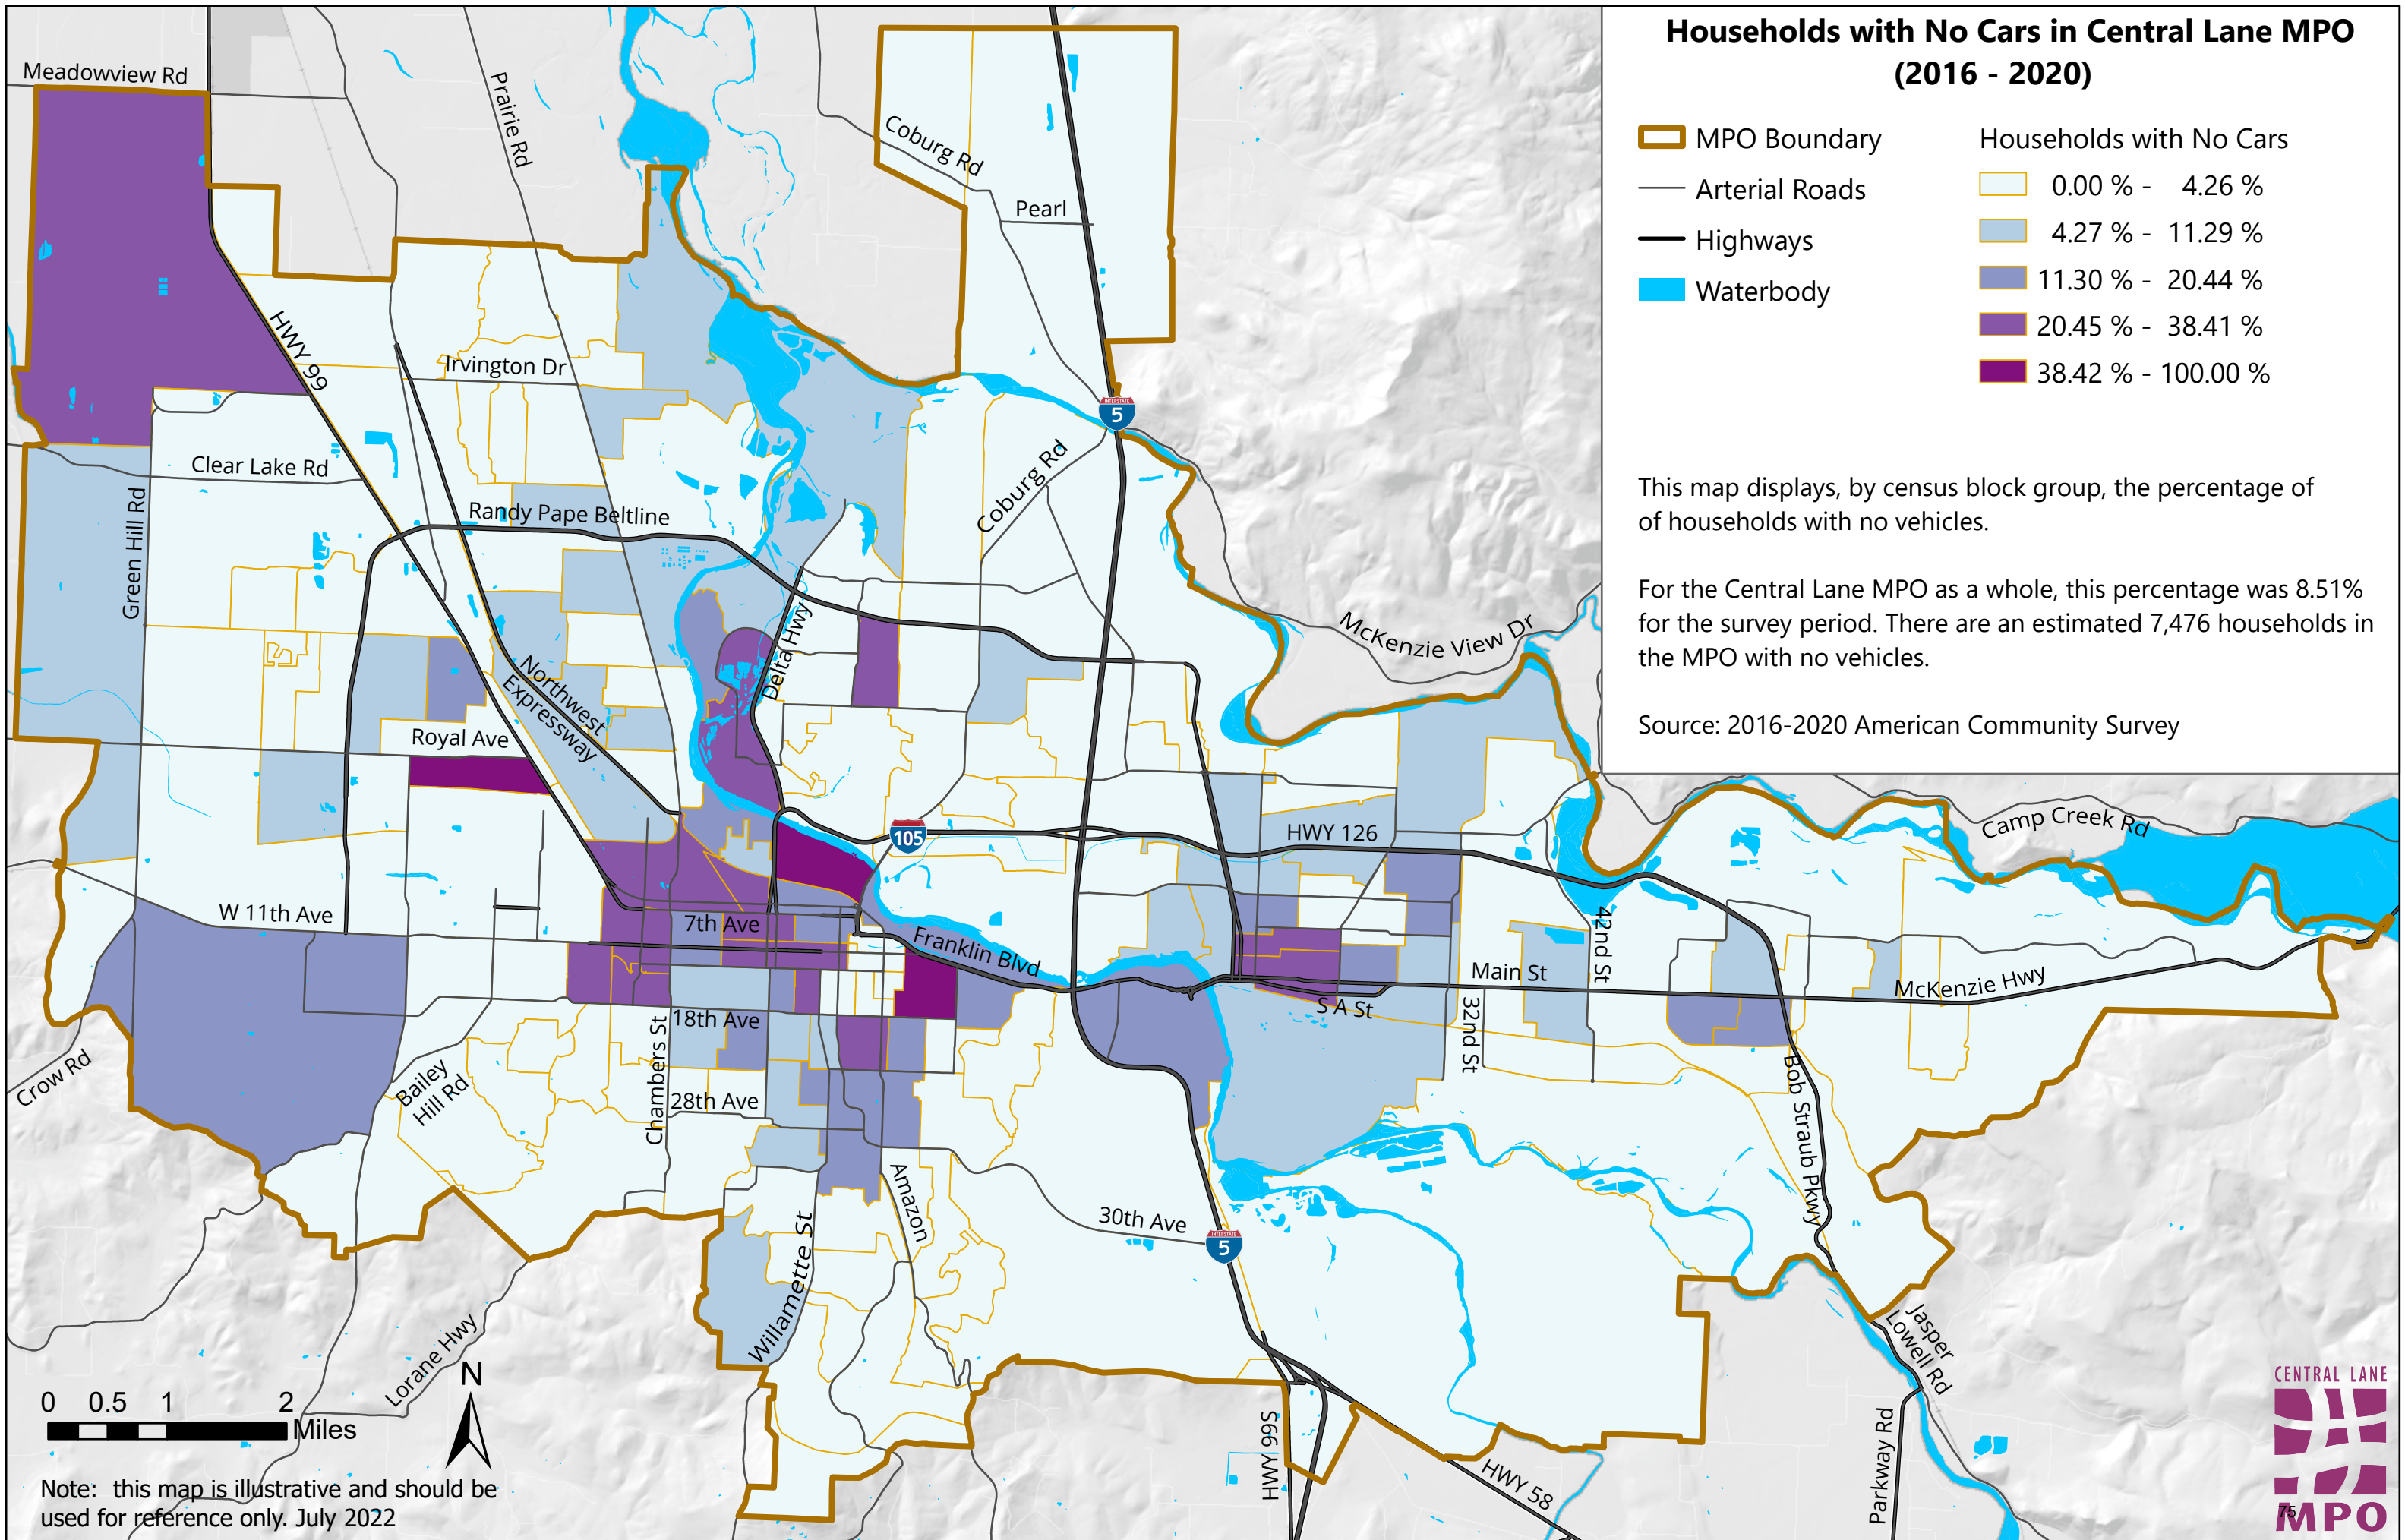 Households with No Cars in Central Lane MPO
(2016 - 2020)
MPO Boundary
Arterial Roads
Highways
Waterbody
Households with No Cars
0.00 % - 4.26 %
4.27 % - 11.29 %
11.30 % - 20.44 %
20.45 % - 38.41 %
38.42 % - 100.00 %
This map displays, by census block group, the percentage of
of households with no vehicles.
For the Central Lane MPO as a whole, this percentage was 8.51%
for the survey period. There are an estimated 7,476 households in
the MPO with no vehicles.
Source: 2016-2020 American Community Survey
Meadowview Rd
Prairie Rd
Coburg Rd
Pearl
HWY 99
Irvington Dr
INTERSTATE
5
Clear Lake Rd
Green Hill Rd
Randy Pape Beltline
Coburg Rd
McKenzie View Dr
Delta Hwy
Northwest
Expressway
Royal Ave
105
HWY 126
Camp Creek Rd
W 11th Ave
7th Ave
Franklin Blvd
42nd St
Main St
McKenzie Hwy
S A St
32nd St
18th Ave
Chambers St
Crow Rd
Bailey
Hill Rd
28th Ave
Bob Straub Pkwy
Amazon
30th Ave
INTERSTATE
5
Willamette St
Lorane Hwy
Jasper
Lowell Rd
HWY 99S
HWY 58
Parkway Rd
0 0.5 1 2
Miles
N
Note: this map is illustrative and should be
used for reference only. July 2022
CENTRAL LANE
MPO
75